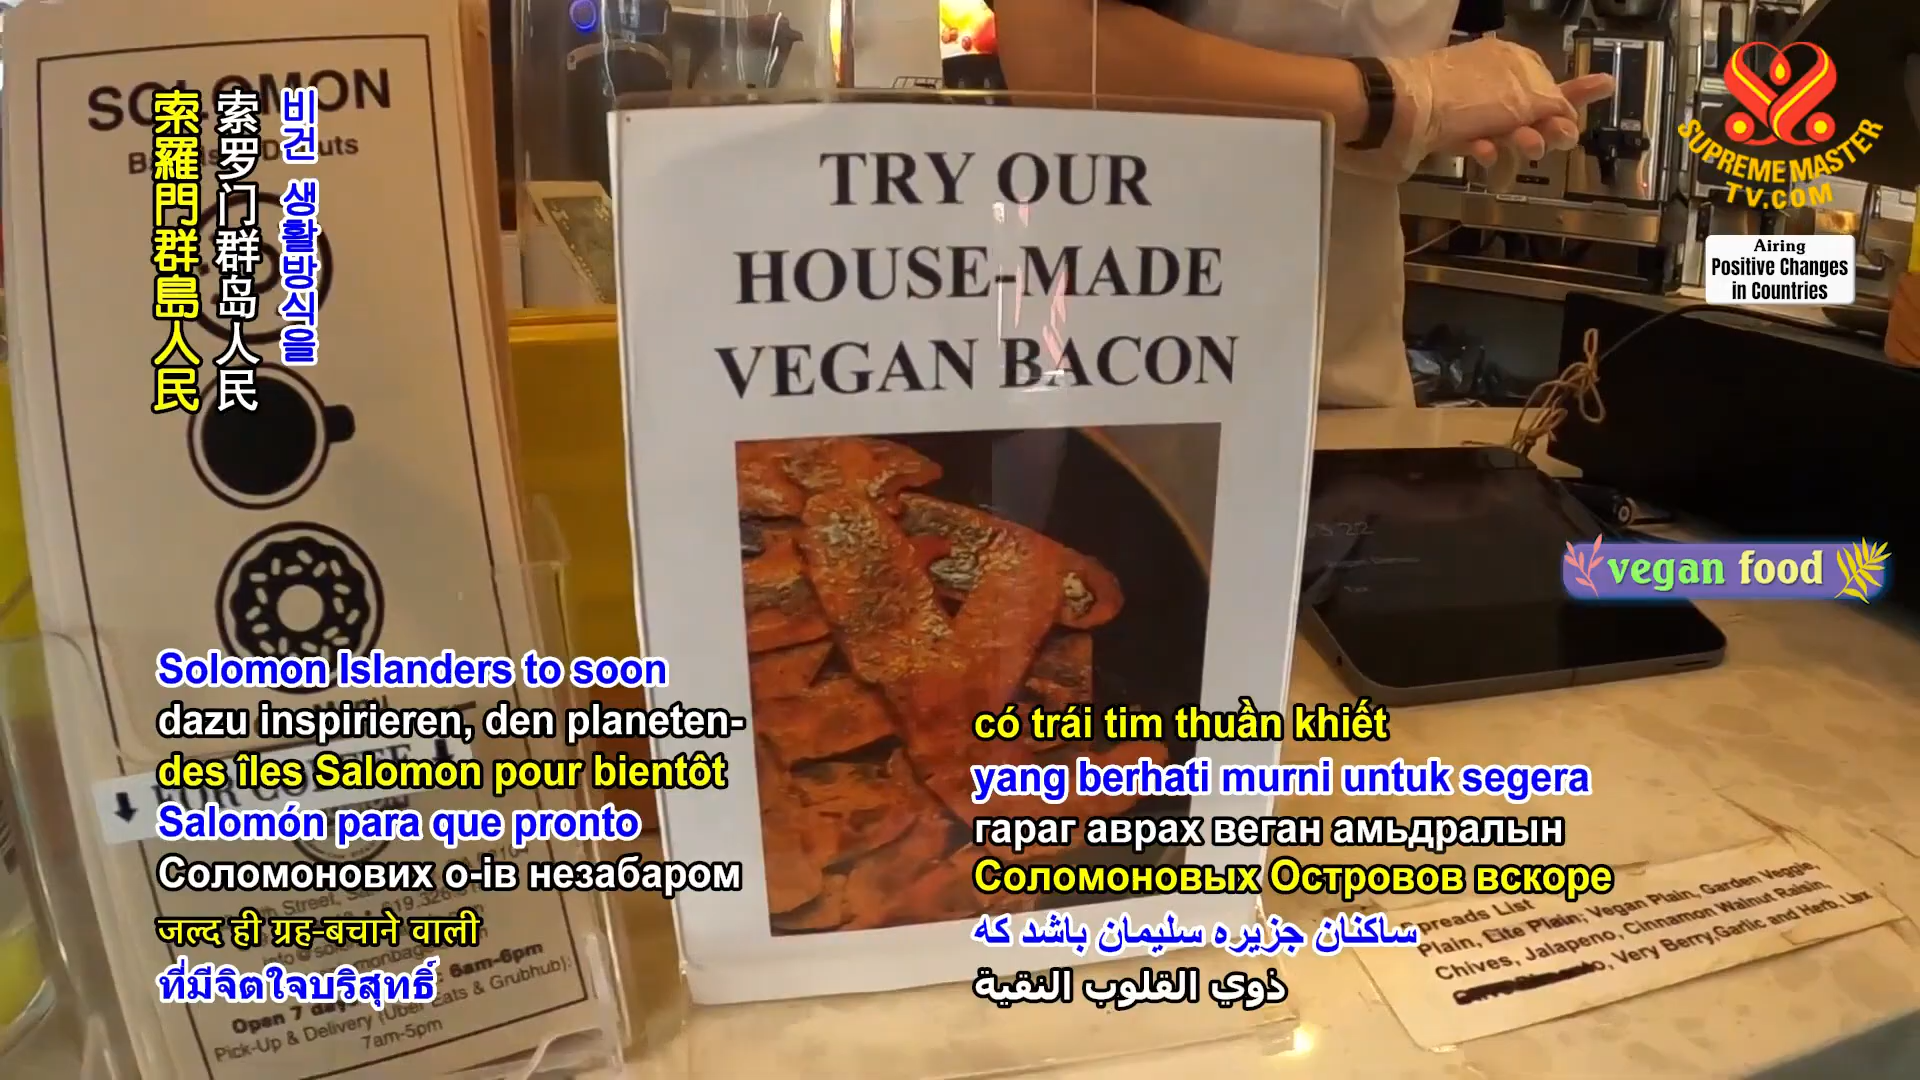 SOLOMON
索羅門群島人民
索罗门群岛人民
비건 생활방식을
TRY OUR
HOUSE-MADE
VEGAN BACON
SUPREME MASTER
TV.COM
Airing
Positive Changes
in Countries
vegan food
Solomon Islanders to soon
dazu inspirieren, den planeten-
des îles Salomon pour bientôt
Salomón para que pronto
Соломонових о-ів незабаром
जल्द ही ग्रह-बचाने वाली
ที่มีจิตใจบริสุทธิ์
có trái tim thuần khiết
yang berhati murni untuk segera
гараг аврах веган амьдралын
Соломоновых Островов вскоре
ساکنان جزیره سلیمان باشد که
ذوي القلوب النقية
Spreads List
Plain, Lite Plain, Vegan Plain, Garden Veggie,
Chives, Jalapeno, Cinnamon Walnut Raisin,
Very Berry, Garlic and Herb, Lox
6am-6pm
Open 7 days
Pick-Up & Delivery (Uber Eats & Grubhub):
7am-5pm